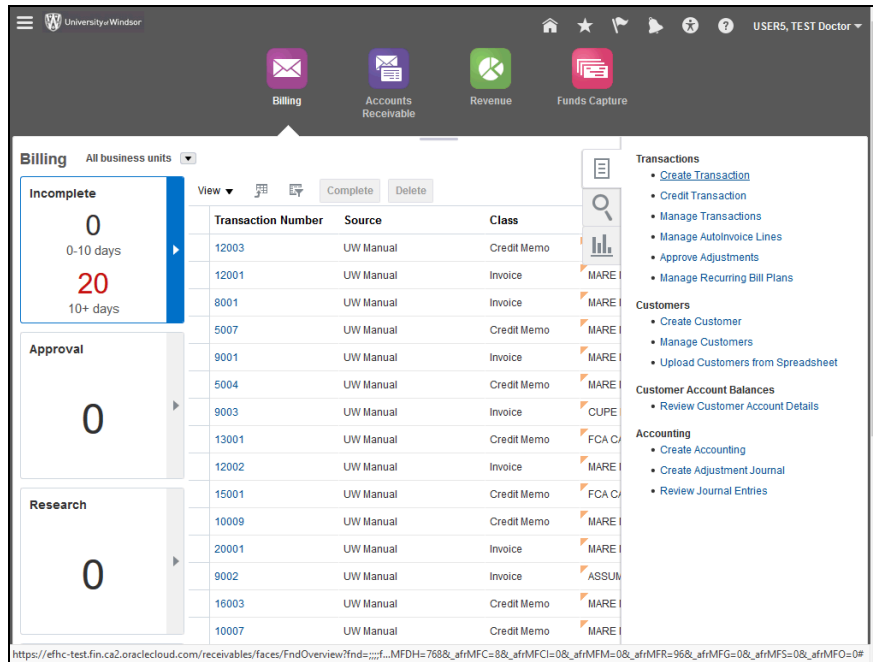 University of Windsor
USER5, TEST Doctor
Billing
Accounts Receivable
Revenue
Funds Capture
Billing All business units
Incomplete
0
0-10 days
20
10+ days
Approval
0
Research
0
View Complete Delete
Transaction Number Source Class
12003 UW Manual Credit Memo
12001 UW Manual Invoice MARE
8001 UW Manual Invoice MARE
5007 UW Manual Credit Memo MARE
9001 UW Manual Invoice MARE
5004 UW Manual Credit Memo MARE
9003 UW Manual Invoice CUPE
13001 UW Manual Credit Memo FCA CA
12002 UW Manual Invoice MARE
15001 UW Manual Credit Memo FCA CA
10009 UW Manual Credit Memo MARE
20001 UW Manual Invoice MARE
9002 UW Manual Invoice ASSUM
16003 UW Manual Credit Memo MARE
10007 UW Manual Credit Memo MARE
Transactions
Create Transaction
Credit Transaction
Manage Transactions
Manage AutoInvoice Lines
Approve Adjustments
Manage Recurring Bill Plans
Customers
Create Customer
Manage Customers
Upload Customers from Spreadsheet
Customer Account Balances
Review Customer Account Details
Accounting
Create Accounting
Create Adjustment Journal
Review Journal Entries
https://efhc-test.fin.ca2.oraclecloud.com/receivables/faces/FndOverview?fnd=;;;;f...MFDH=768&_afrMFC=8&_afrMFCI=0&_afrMFM=0&_afrMFR=96&_afrMFG=0&_afrMFS=0&_afrMFO=0#